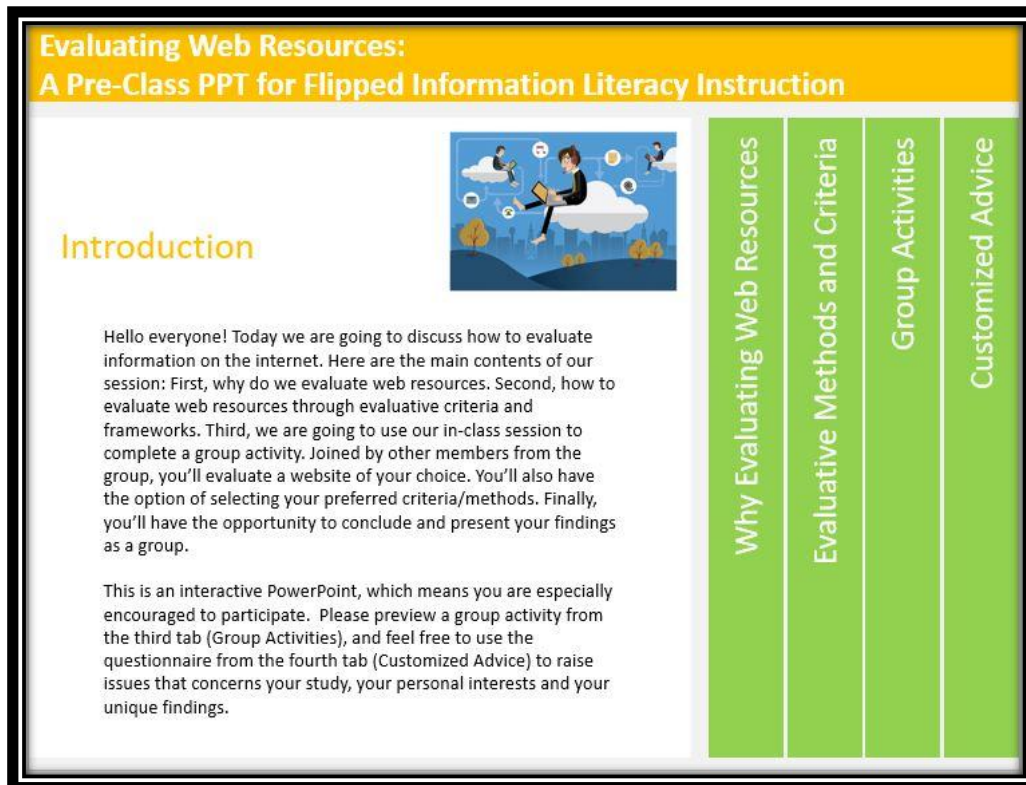 Evaluating Web Resources:
A Pre-Class PPT for Flipped Information Literacy Instruction
Introduction
Hello everyone! Today we are going to discuss how to evaluate
information on the internet. Here are the main contents of our
session: First, why do we evaluate web resources. Second, how to
evaluate web resources through evaluative criteria and
frameworks. Third, we are going to use our in-class session to
complete a group activity. Joined by other members from the
group, you’ll evaluate a website of your choice. You’ll also have
the option of selecting your preferred criteria/methods. Finally,
you’ll have the opportunity to conclude and present your findings
as a group.
This is an interactive PowerPoint, which means you are especially
encouraged to participate.  Please preview a group activity from
the third tab (Group Activities), and feel free to use the
questionnaire from the fourth tab (Customized Advice) to raise
issues that concerns your study, your personal interests and your
unique findings.
Why Evaluating Web Resources
Evaluative Methods and Criteria
Group Activities
Customized Advice